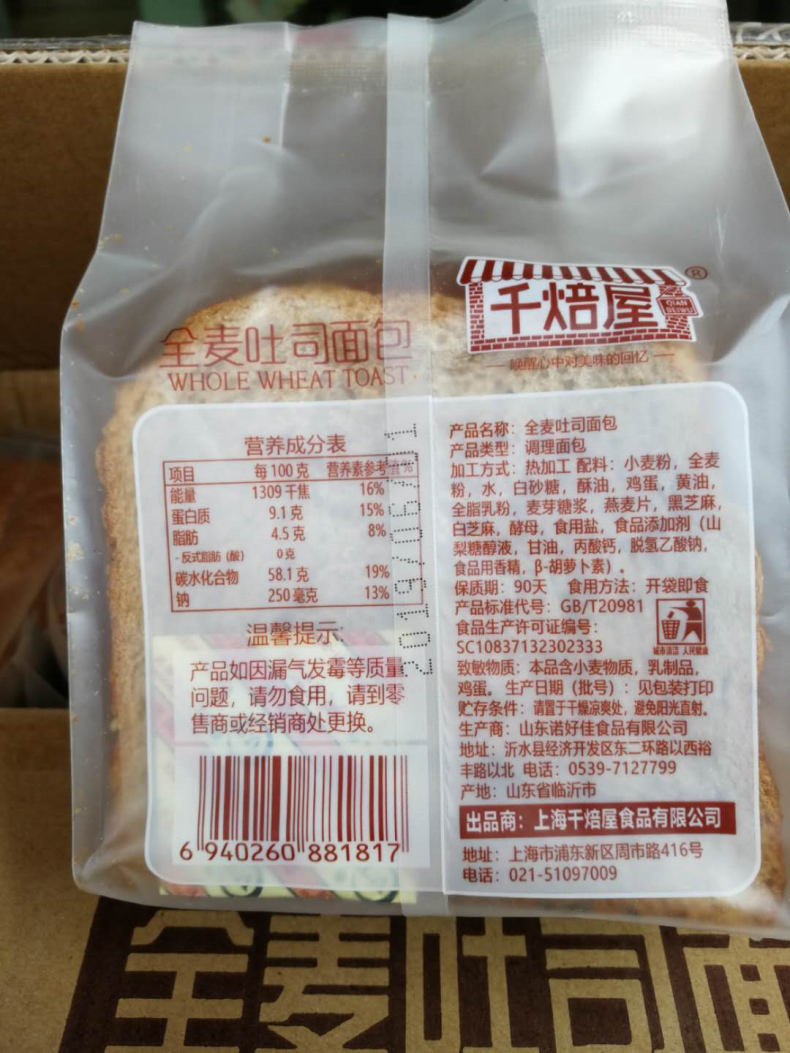 千焙屋®
QIAN
BEIWU
唤醒心中对美味的回忆
全麦吐司面包
WHOLE WHEAT TOAST
营养成分表
项目 每100克 营养素参考值%
能量 1309千焦 16%
蛋白质 9.1克 15%
脂肪 4.5克 8%
-反式脂肪(酸) 0克
碳水化合物 58.1克 19%
钠 250毫克 13%
温馨提示:
产品如因漏气发霉等质量
问题，请勿食用，请到零
售商或经销商处更换。
6 940260 881817
2019/06/11
产品名称：全麦吐司面包
产品类型：调理面包
加工方式：热加工 配料：小麦粉，全麦
粉，水，白砂糖，酥油，鸡蛋，黄油，
全脂乳粉，麦芽糖浆，燕麦片，黑芝麻，
白芝麻，酵母，食用盐，食品添加剂（山
梨糖醇液，甘油，丙酸钙，脱氢乙酸钠，
食品用香精，β-胡萝卜素）。
保质期：90天 食用方法：开袋即食
产品标准代号：GB/T20981
食品生产许可证编号：
SC10837132302333
城市清洁 人民健康
致敏物质：本品含小麦物质，乳制品，
鸡蛋。生产日期（批号）：见包装打印
贮存条件：请置于干燥凉爽处，避免阳光直射。
生产商：山东诺好佳食品有限公司
地址：沂水县经济开发区东二环路以西裕
丰路以北 电话：0539-7127799
产地：山东省临沂市
出品商：上海千焙屋食品有限公司
地址：上海市浦东新区周市路416号
电话：021-51097009
全麦吐司面